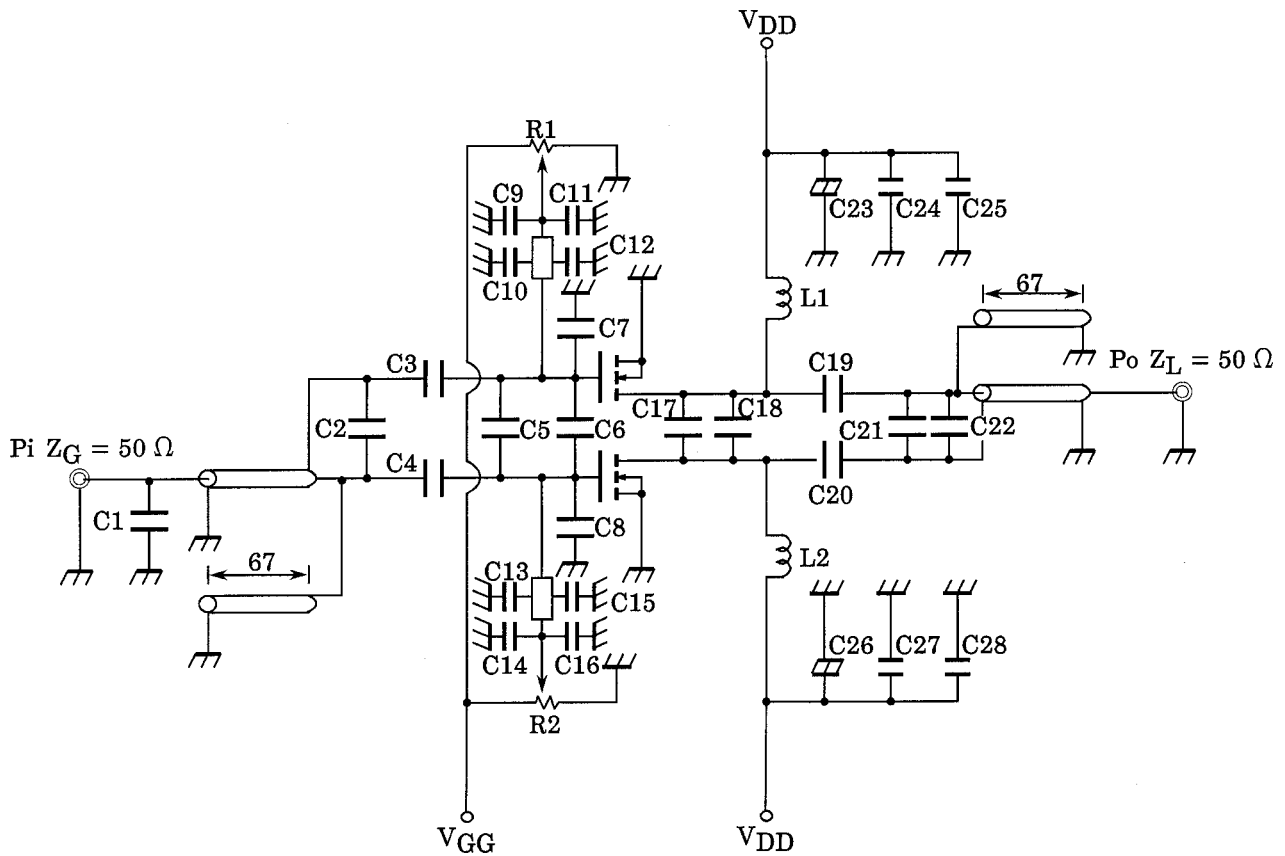 VDD
R1
C9
C11
C12
C10
C23
C24
C25
C7
L1
67
C3
C19
Po ZL = 50 Ω
C2
C5
C6
C17
C18
C21
C22
Pi ZG = 50 Ω
C4
C20
C1
C8
67
C13
C15
L2
C14
C16
C26
C27
C28
R2
VGG
VDD